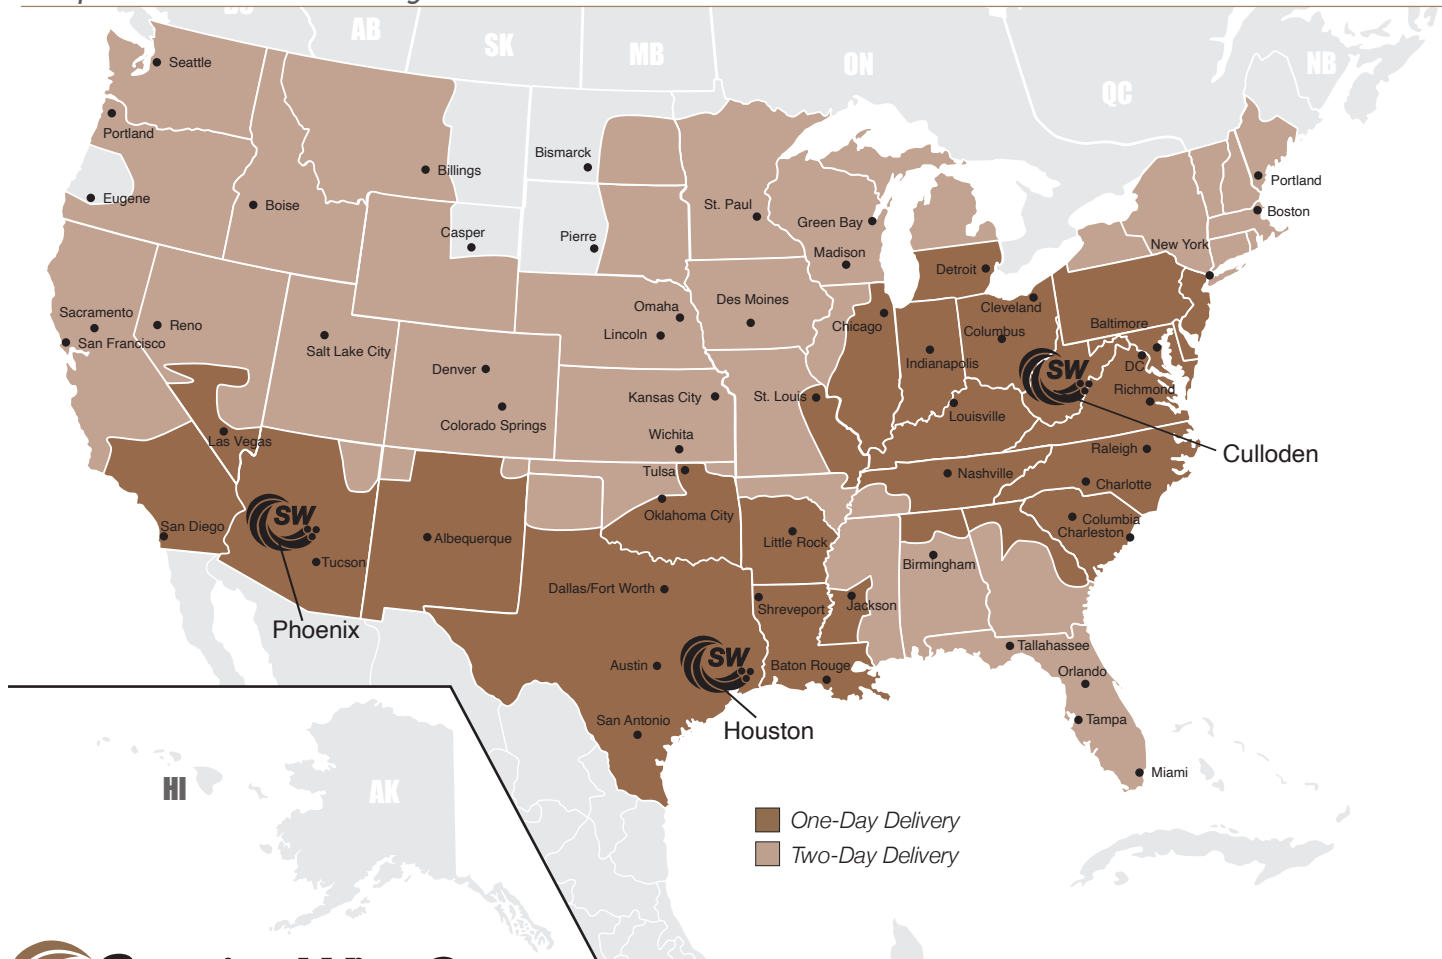 AB
SK
MB
ON
QC
NB
Seattle
Portland
Eugene
Boise
Billings
Bismarck
Casper
Pierre
St. Paul
Green Bay
Madison
Portland
Boston
New York
Detroit
Cleveland
Columbus
Baltimore
Sacramento
San Francisco
Reno
Salt Lake City
Omaha
Lincoln
Des Moines
Chicago
Indianapolis
SW
DC
Richmond
Denver
Colorado Springs
Kansas City
St. Louis
Louisville
Las Vegas
Wichita
Tulsa
Nashville
Raleigh
Charlotte
Culloden
San Diego
SW
Tucson
Albequerque
Oklahoma City
Little Rock
Columbia
Charleston
Birmingham
Phoenix
Dallas/Fort Worth
Shreveport
Jackson
Austin
SW
Baton Rouge
Tallahassee
Orlando
San Antonio
Houston
Tampa
Miami
HI
AK
One-Day Delivery
Two-Day Delivery